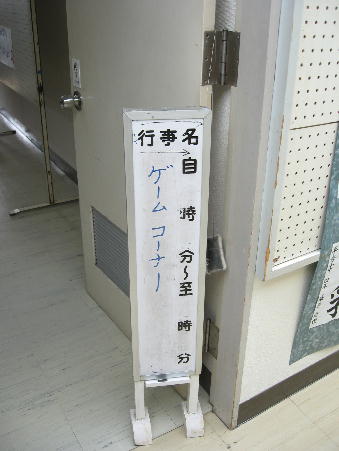 行事名
自 時 分～至 時 分
ゲームコーナー